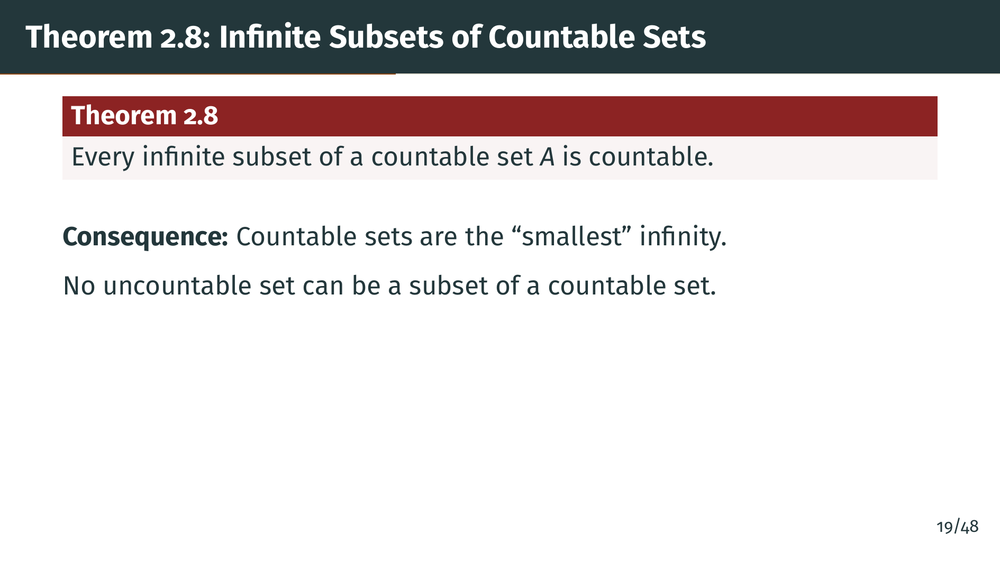 Theorem 2.8: Infinite Subsets of Countable Sets
Theorem 2.8
Every infinite subset of a countable set A is countable.
Consequence: Countable sets are the “smallest” infinity.
No uncountable set can be a subset of a countable set.
19/48